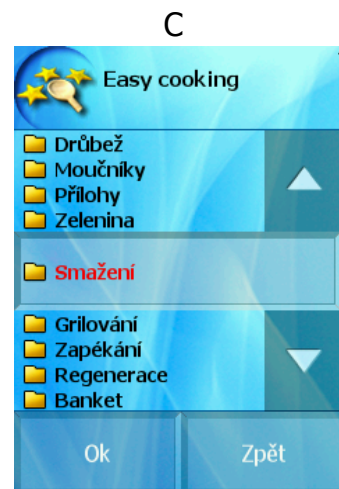 C
Easy cooking
Drůbež
Moučníky
Přílohy
Zelenina
Smažení
Grilování
Zapékání
Regenerace
Banket
Ok Zpět